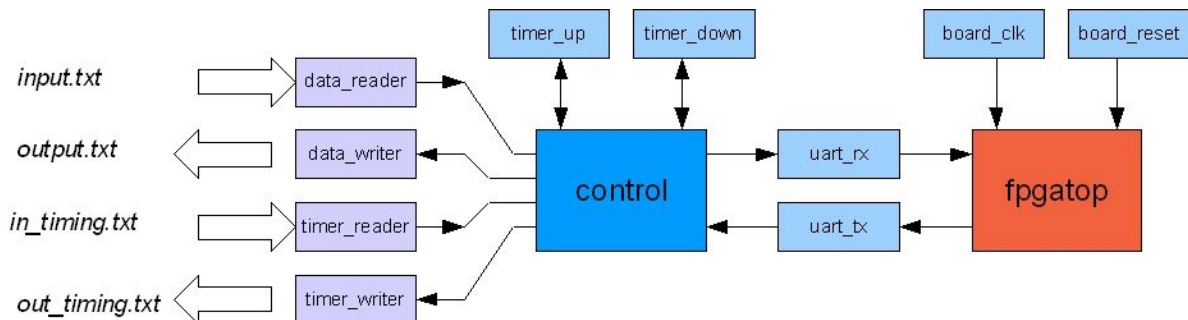 timer_up
timer_down
board_clk
board_reset
input.txt
data_reader
output.txt
data_writer
control
uart_rx
fpgatop
in_timing.txt
timer_reader
uart_tx
out_timing.txt
timer_writer